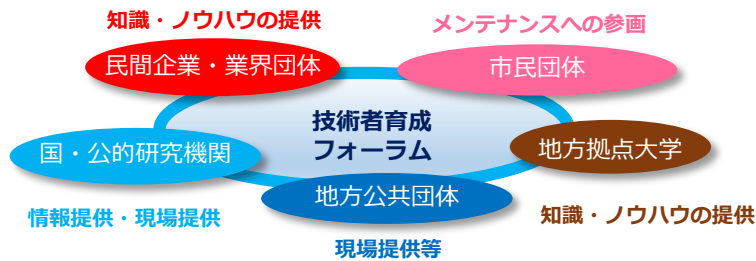 知識・ノウハウの提供
メンテナンスへの参画
民間企業・業界団体
市民団体
技術者育成
フォーラム
国・公的研究機関
地方拠点大学
地方公共団体
情報提供・現場提供
知識・ノウハウの提供
現場提供等